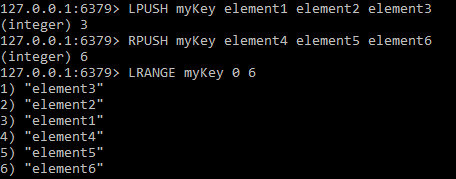 127.0.0.1:6379> LPUSH myKey element1 element2 element3
(integer) 3
127.0.0.1:6379> RPUSH myKey element4 element5 element6
(integer) 6
127.0.0.1:6379> LRANGE myKey 0 6
1) "element3"
2) "element2"
3) "element1"
4) "element4"
5) "element5"
6) "element6"